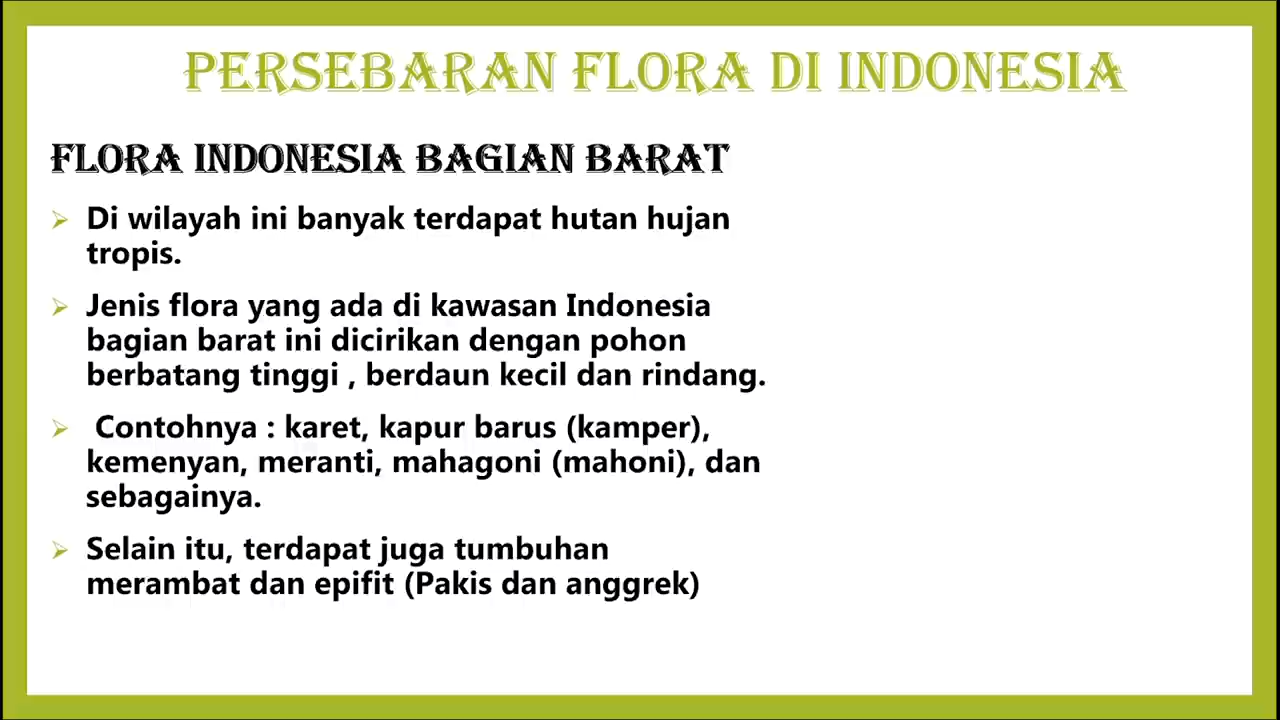 PERSEBARAN FLORA DI INDONESIA
FLORA INDONESIA BAGIAN BARAT
Di wilayah ini banyak terdapat hutan hujan
tropis.
Jenis flora yang ada di kawasan Indonesia
bagian barat ini dicirikan dengan pohon
berbatang tinggi , berdaun kecil dan rindang.
Contohnya : karet, kapur barus (kamper),
kemenyan, meranti, mahagoni (mahoni), dan
sebagainya.
Selain itu, terdapat juga tumbuhan
merambat dan epifit (Pakis dan anggrek)